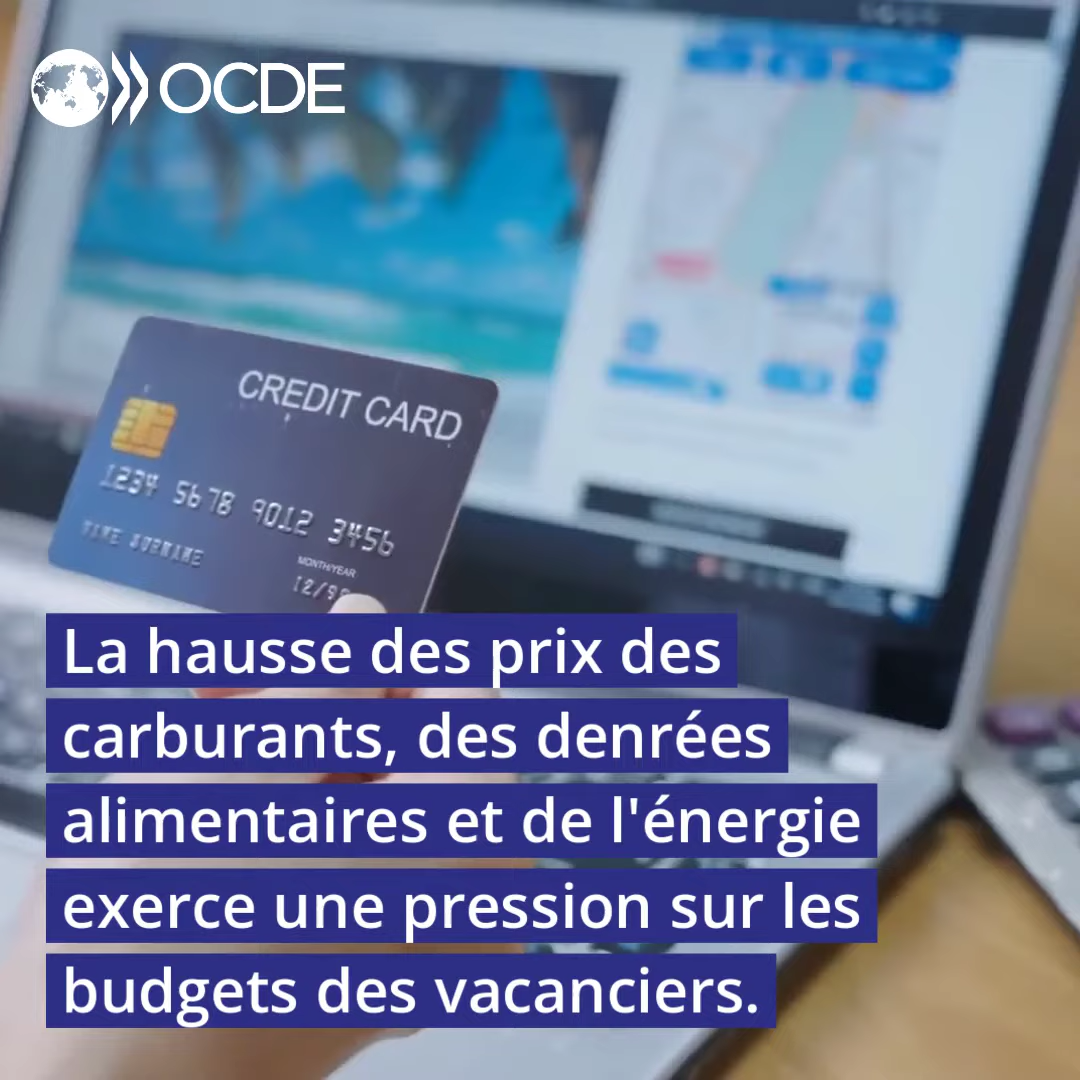 OCDE
CREDIT CARD
1234 5678 9012 3456
MONTH/YEAR
La hausse des prix des
carburants, des denrées
alimentaires et de l'énergie
exerce une pression sur les
budgets des vacanciers.